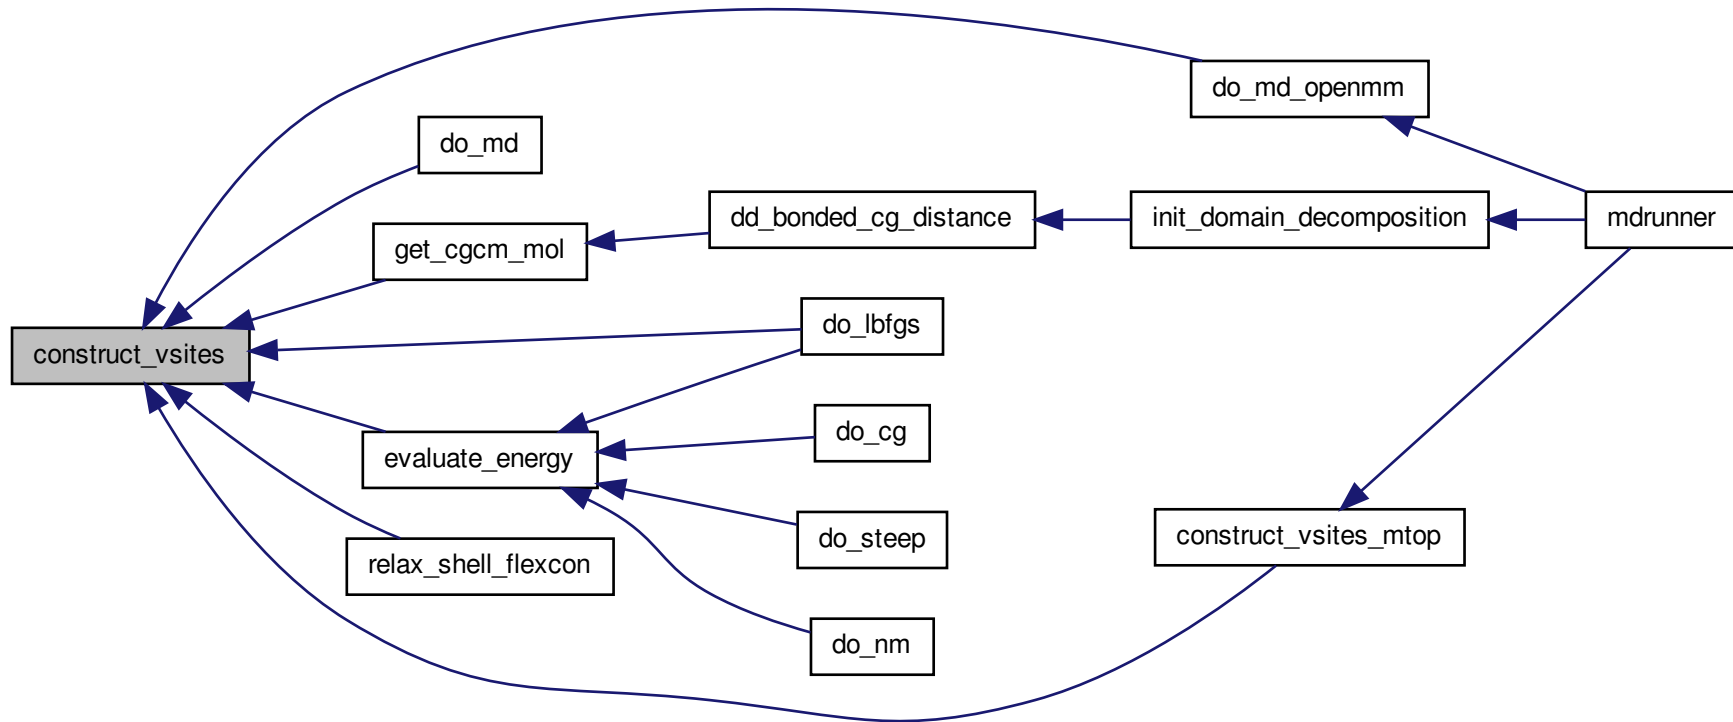 do_md_openmm
do_md
mdrunner
dd_bonded_cg_distance
init_domain_decomposition
get_cgcm_mol
do_lbfgs
construct_vsites
do_cg
evaluate_energy
do_steep
construct_vsites_mtop
relax_shell_flexcon
do_nm